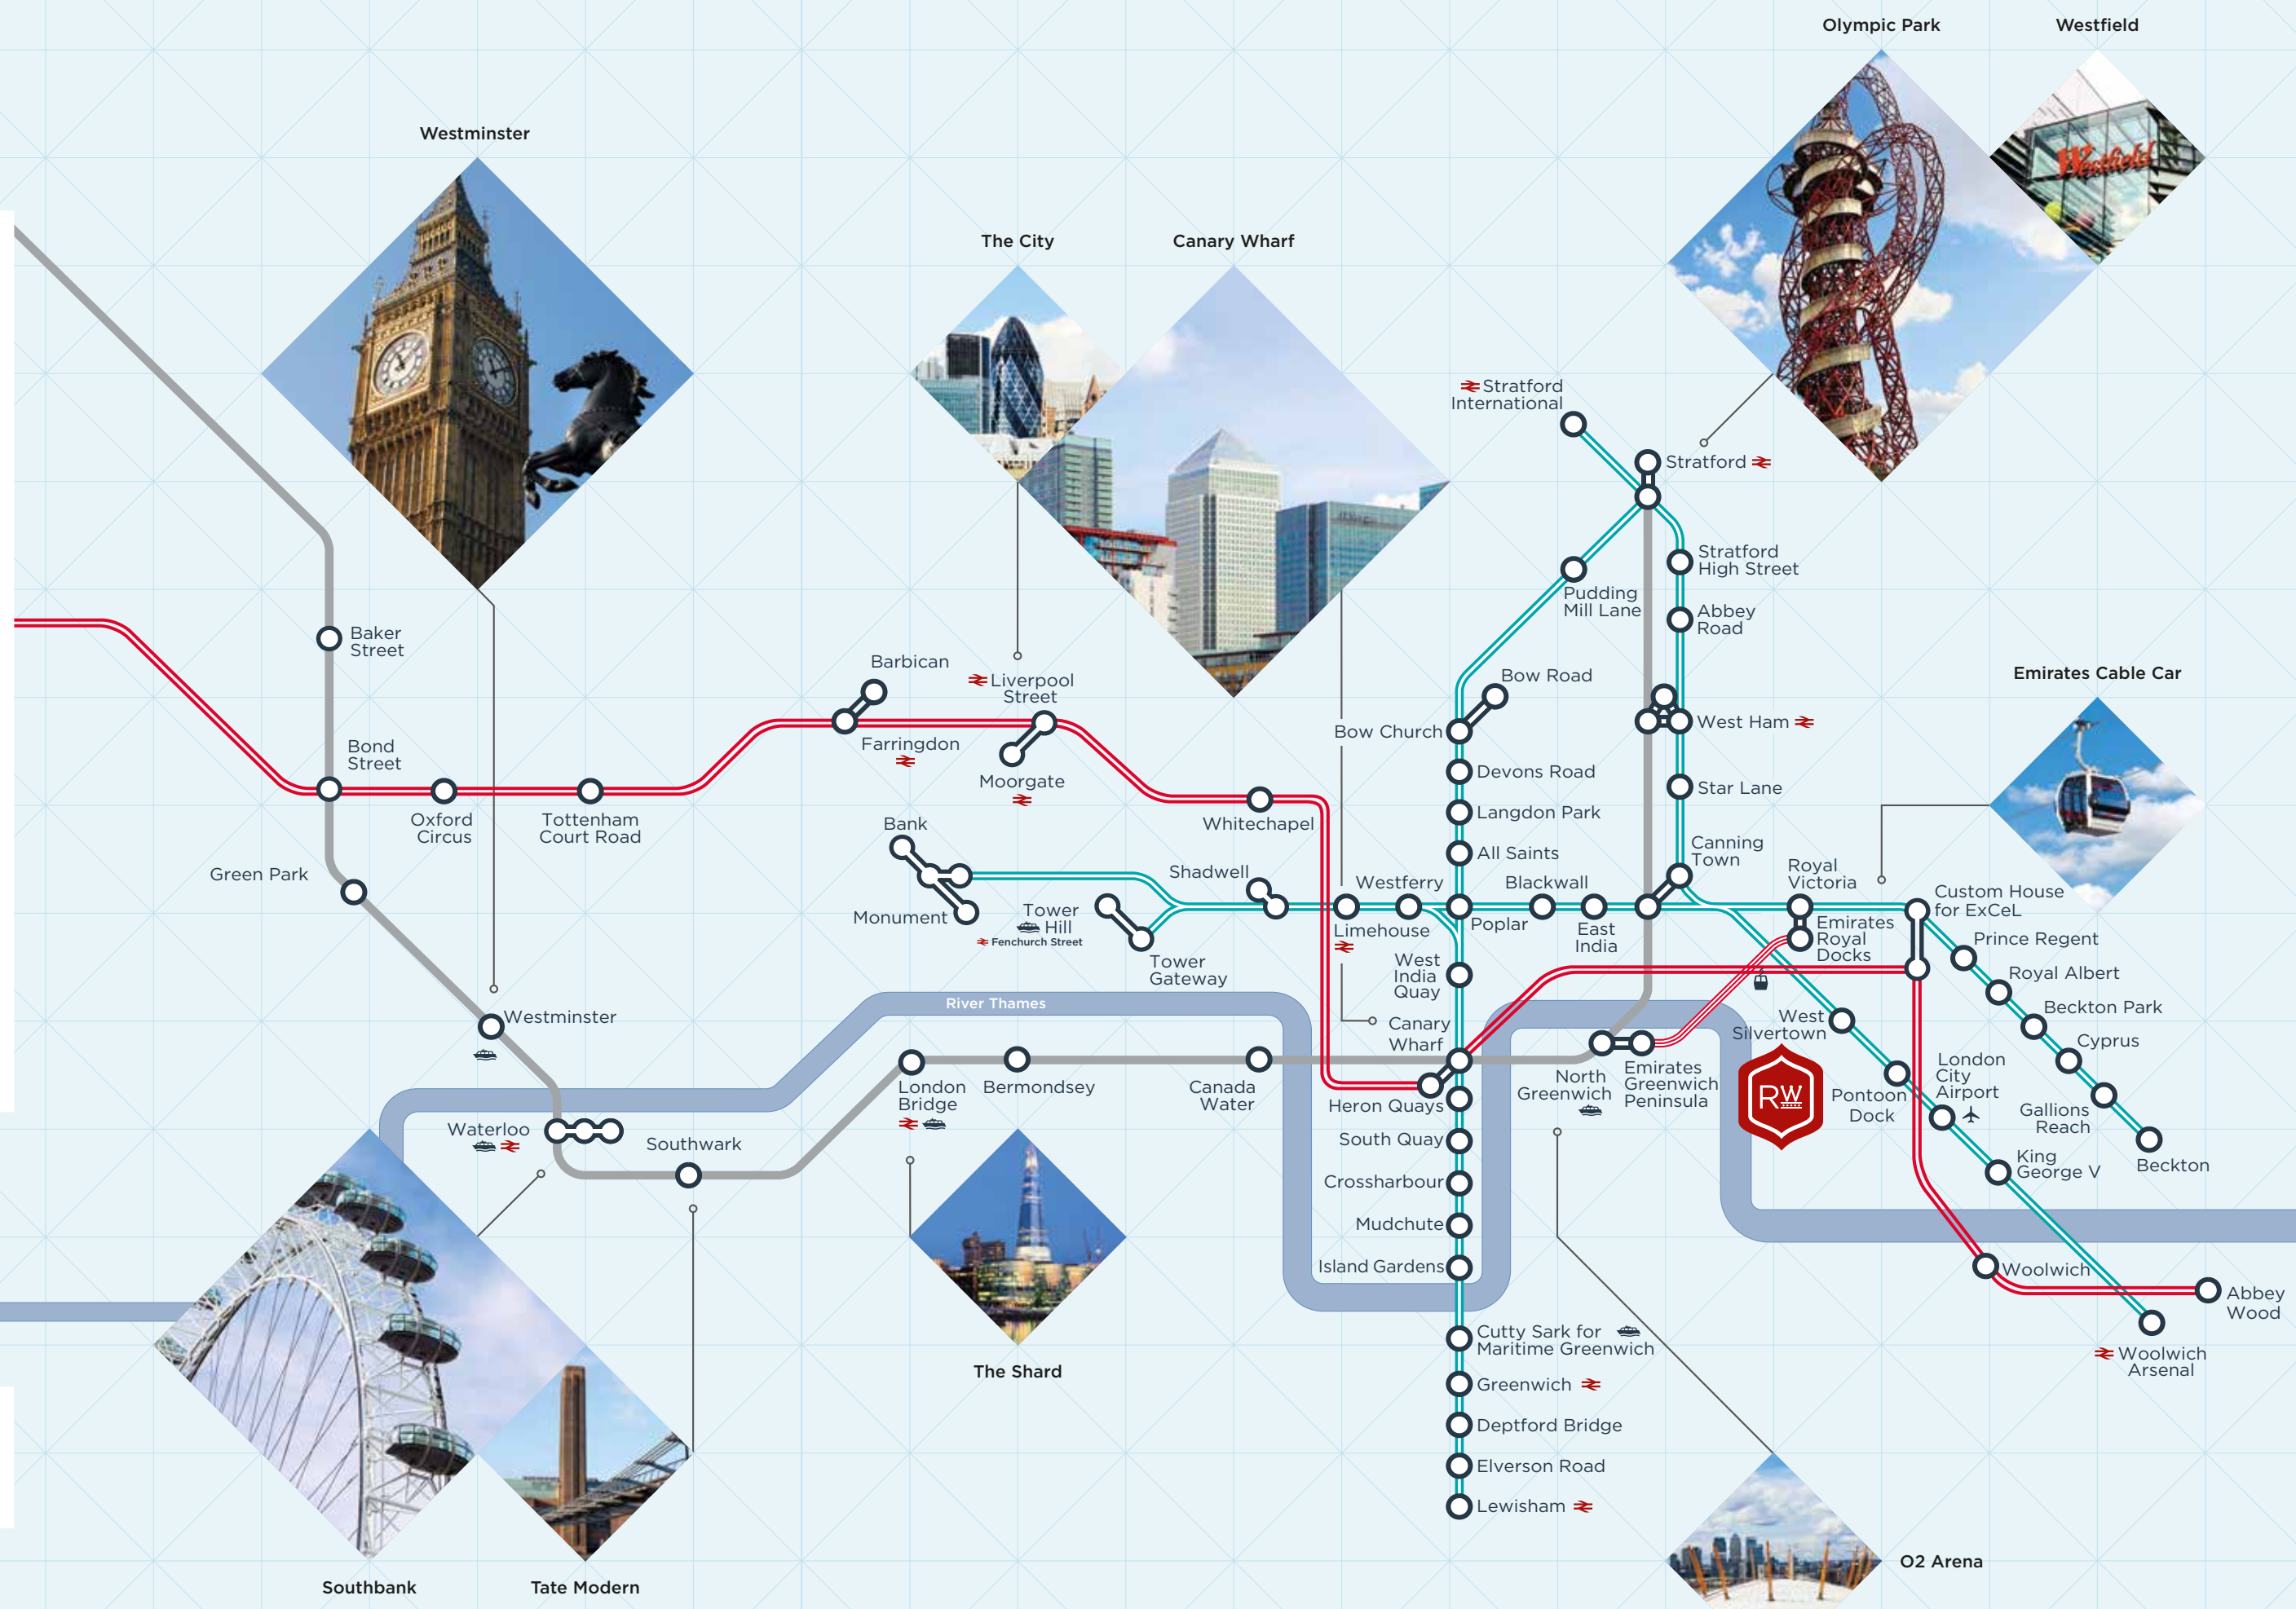 Olympic Park
Westfield
Westfield
Westminster
The City
Canary Wharf
Stratford
International
Stratford
Stratford
High Street
Pudding
Mill Lane
Abbey
Road
Baker
Street
Barbican
Liverpool
Street
Bow Road
Emirates Cable Car
Bow Church
West Ham
Bond
Street
Farringdon
Moorgate
Devons Road
Star Lane
Oxford
Circus
Tottenham
Court Road
Whitechapel
Langdon Park
Bank
All Saints
Canning
Town
Green Park
Shadwell
Westferry
Blackwall
Royal
Victoria
Custom House
for ExCeL
Monument
Tower
Hill
Fenchurch Street
Limehouse
Poplar
East
India
Emirates
Royal
Docks
Prince Regent
Tower
Gateway
West
India
Quay
Royal Albert
River Thames
Beckton Park
Westminster
Canary
Wharf
West
Silvertown
Cyprus
London
Bridge
Bermondsey
Canada
Water
Heron Quays
North
Greenwich
Emirates
Greenwich
Peninsula
RW
Pontoon
Dock
London
City
Airport
Gallions
Reach
Waterloo
Southwark
South Quay
King
George V
Beckton
Crossharbour
Mudchute
Island Gardens
Woolwich
Abbey
Wood
Cutty Sark for
Maritime Greenwich
Woolwich
Arsenal
The Shard
Greenwich
Deptford Bridge
Elverson Road
Lewisham
O2 Arena
Southbank
Tate Modern